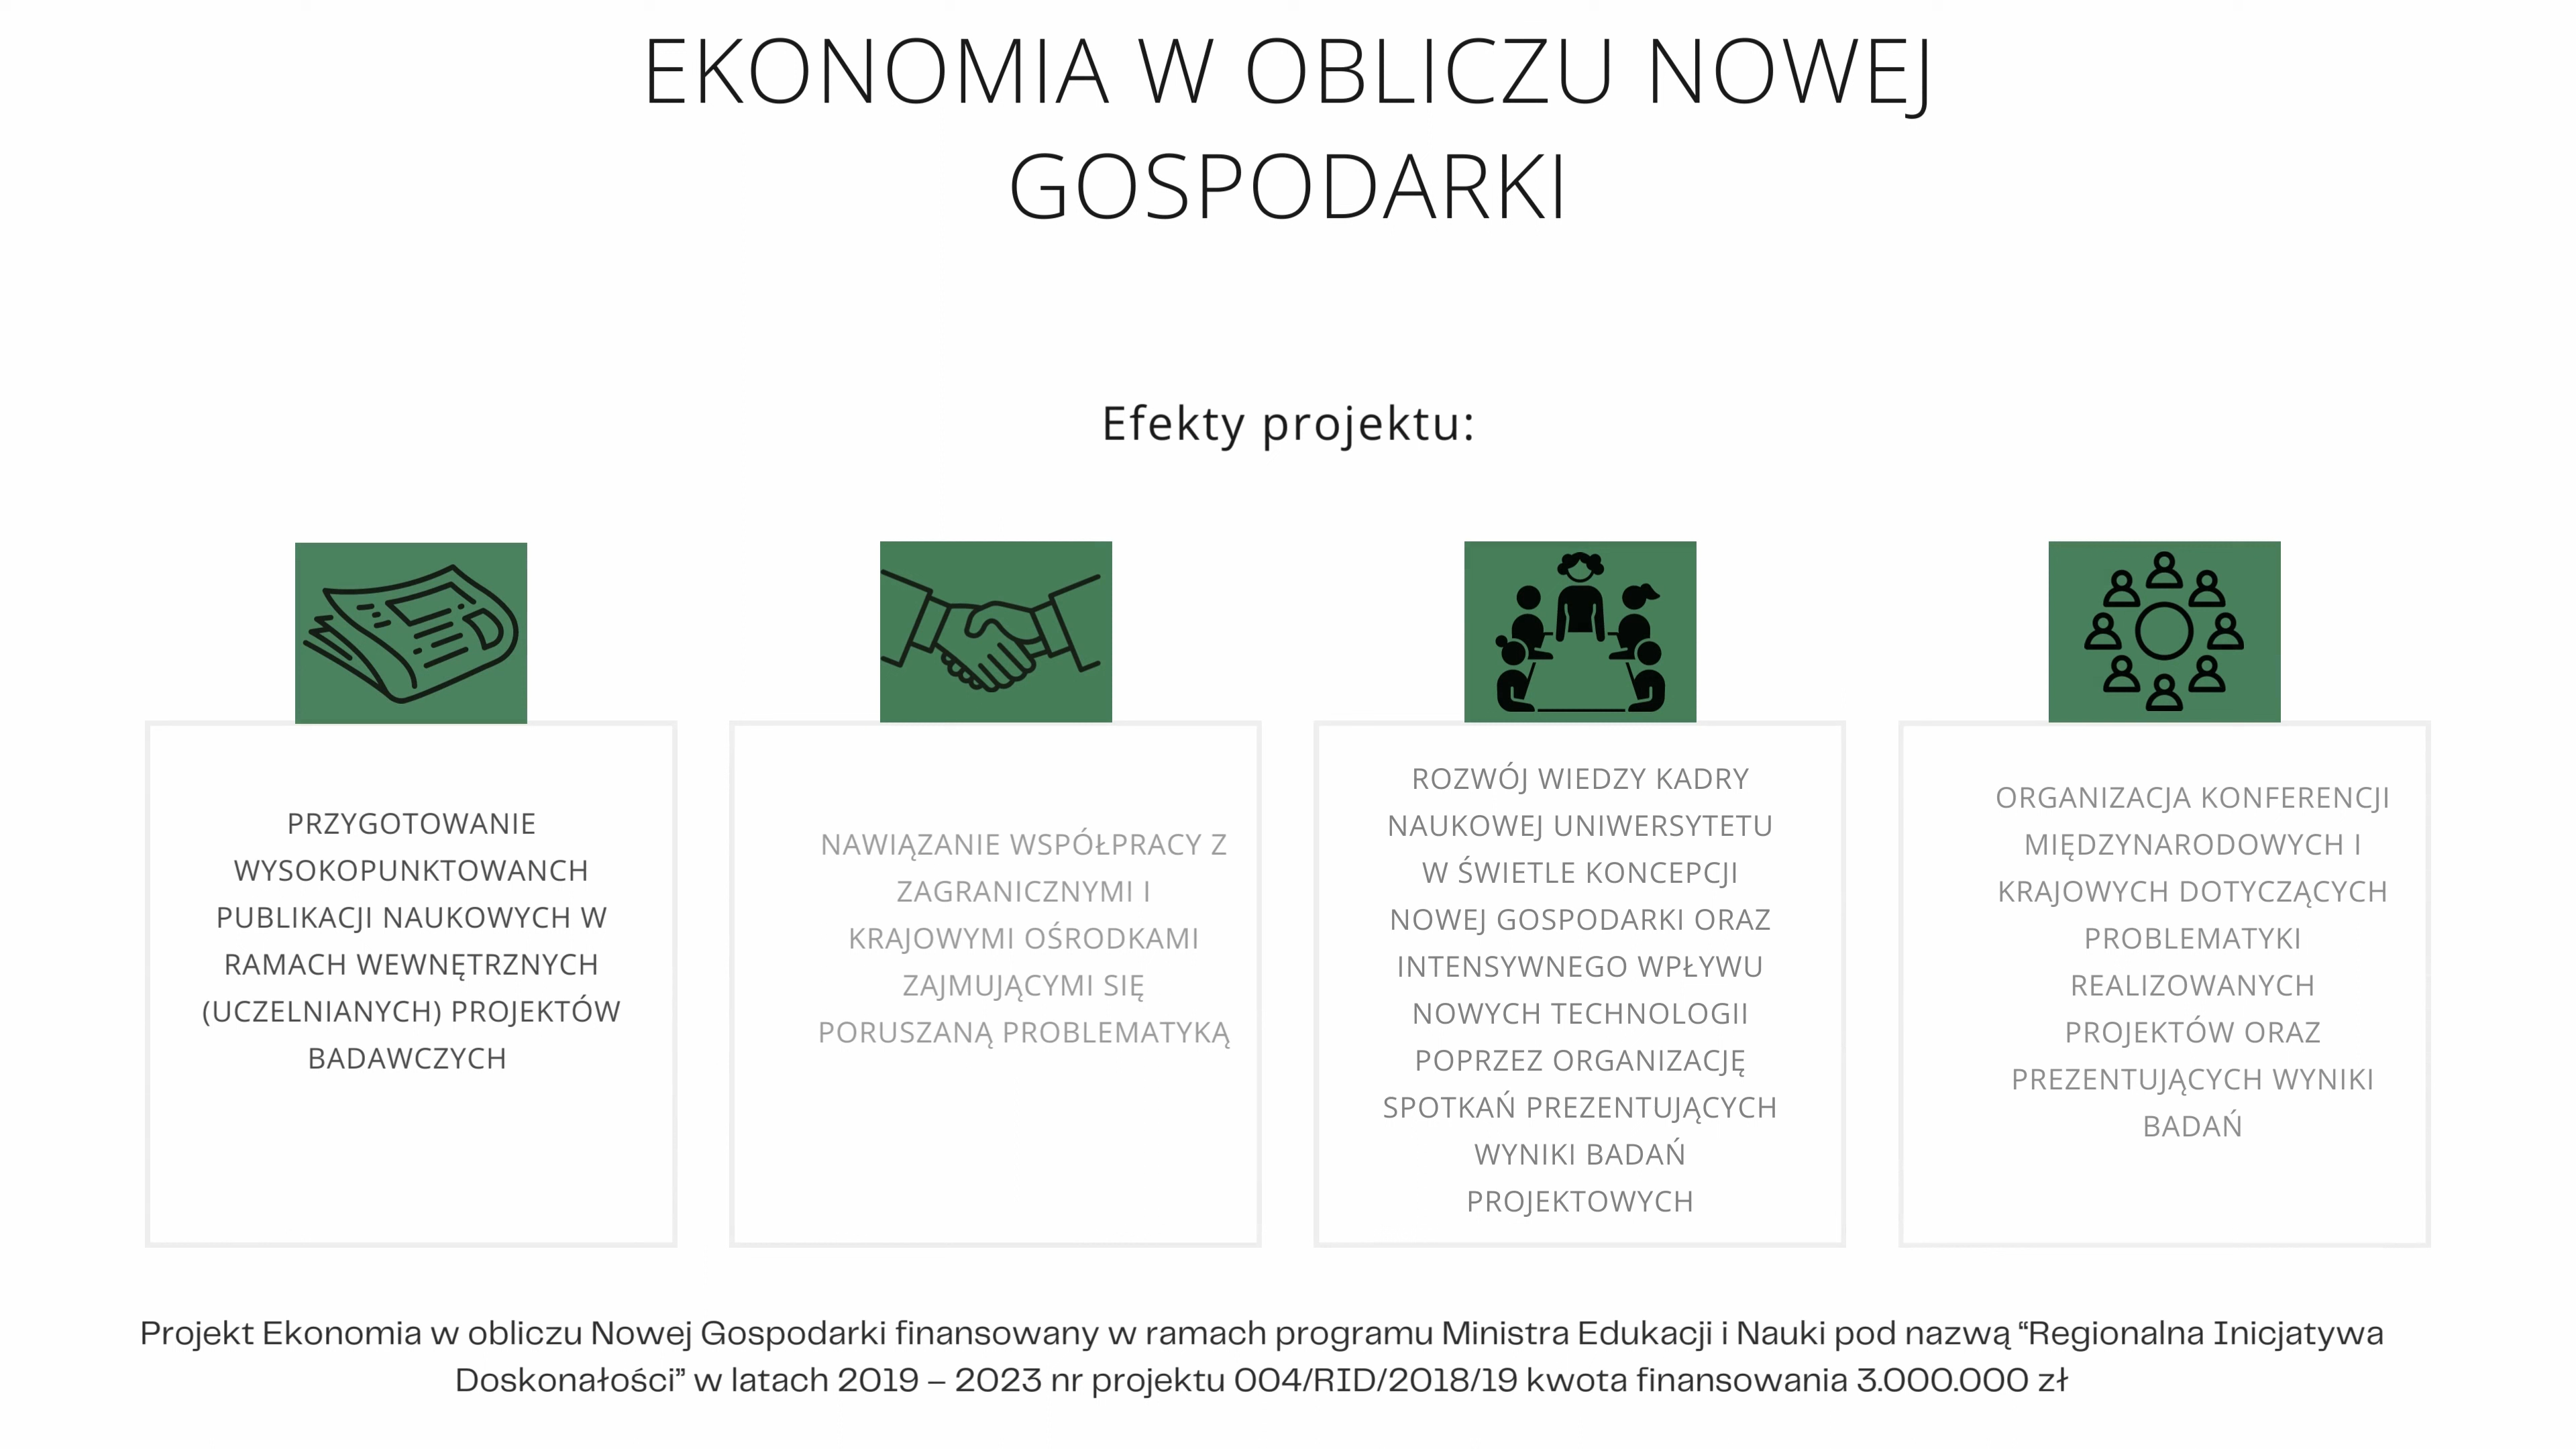 EKONOMIA W OBLICZU NOWEJ
GOSPODARKI
Efekty projektu:
PRZYGOTOWANIE
WYSOKOPUNKTOWANCH
PUBLIKACJI NAUKOWYCH W
RAMACH WEWNĘTRZNYCH
(UCZELNIANYCH) PROJEKTÓW
BADAWCZYCH
NAWIĄZANIE WSPÓŁPRACY Z
ZAGRANICZNYMI I
KRAJOWYMI OŚRODKAMI
ZAJMUJĄCYMI SIĘ
PORUSZANĄ PROBLEMATYKĄ
ROZWÓJ WIEDZY KADRY
NAUKOWEJ UNIWERSYTETU
W ŚWIETLE KONCEPCJI
NOWEJ GOSPODARKI ORAZ
INTENSYWNEGO WPŁYWU
NOWYCH TECHNOLOGII
POPRZEZ ORGANIZACJĘ
SPOTKAŃ PREZENTUJĄCYCH
WYNIKI BADAŃ
PROJEKTOWYCH
ORGANIZACJA KONFERENCJI
MIĘDZYNARODOWYCH I
KRAJOWYCH DOTYCZĄCYCH
PROBLEMATYKI
REALIZOWANYCH
PROJEKTÓW ORAZ
PREZENTUJĄCYCH WYNIKI
BADAŃ
Projekt Ekonomia w obliczu Nowej Gospodarki finansowany w ramach programu Ministra Edukacji i Nauki pod nazwą “Regionalna Inicjatywa
Doskonałości” w latach 2019 – 2023 nr projektu 004/RID/2018/19 kwota finansowania 3.000.000 zł